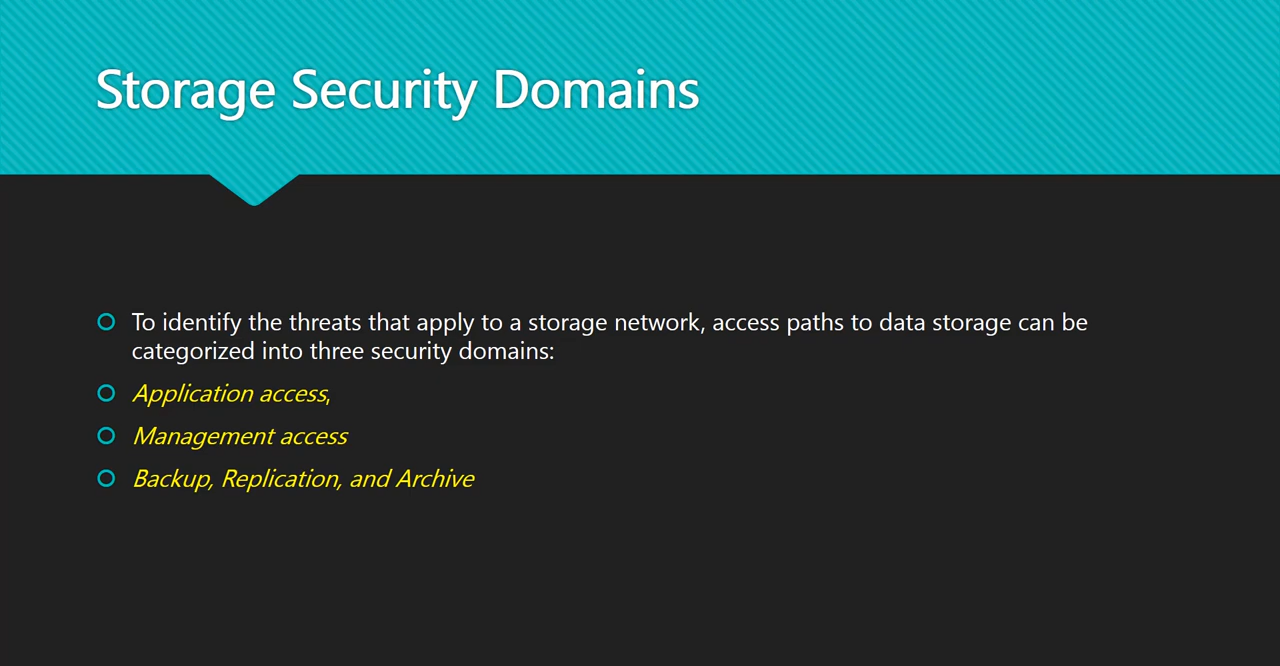 Storage Security Domains
To identify the threats that apply to a storage network, access paths to data storage can be
categorized into three security domains:
Application access,
Management access
Backup, Replication, and Archive